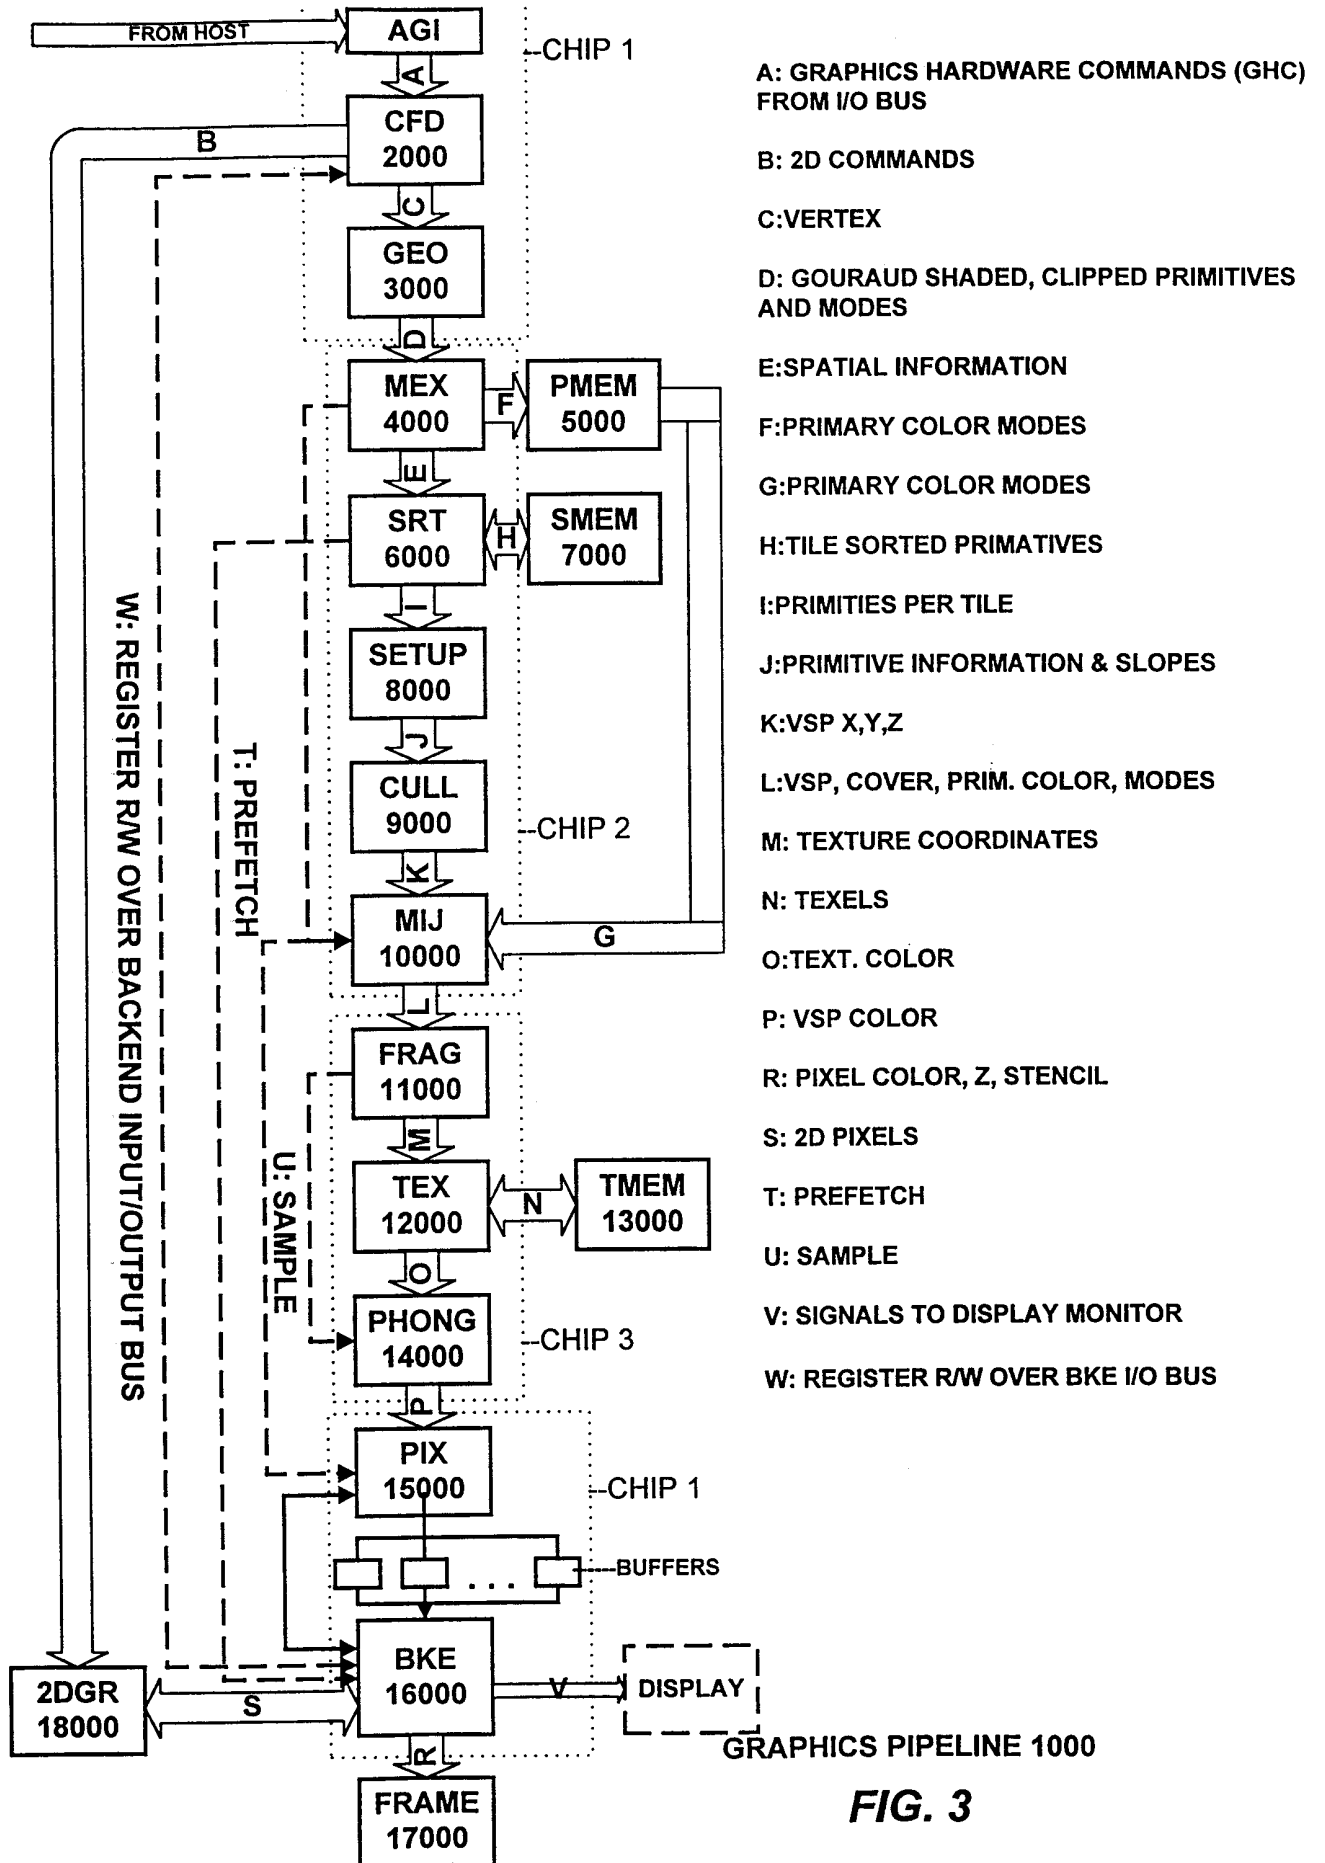 FROM HOST
AGI
CHIP 1
A
CFD
2000
B
C
GEO
3000
D
MEX
4000
F
PMEM
5000
E
SRT
6000
H
SMEM
7000
I
SETUP
8000
J
CULL
9000
CHIP 2
K
MIJ
10000
G
L
FRAG
11000
M
TEX
12000
N
TMEM
13000
O
PHONG
14000
CHIP 3
P
PIX
15000
CHIP 1
BUFFERS
. . .
BKE
16000
V
DISPLAY
2DGR
18000
S
R
FRAME
17000
W: REGISTER R/W OVER BACKEND INPUT/OUTPUT BUS
T: PREFETCH
U: SAMPLE
A: GRAPHICS HARDWARE COMMANDS (GHC)
FROM I/O BUS
B: 2D COMMANDS
C:VERTEX
D: GOURAUD SHADED, CLIPPED PRIMITIVES
AND MODES
E:SPATIAL INFORMATION
F:PRIMARY COLOR MODES
G:PRIMARY COLOR MODES
H:TILE SORTED PRIMATIVES
I:PRIMITIES PER TILE
J:PRIMITIVE INFORMATION & SLOPES
K:VSP X,Y,Z
L:VSP, COVER, PRIM. COLOR, MODES
M: TEXTURE COORDINATES
N: TEXELS
O:TEXT. COLOR
P: VSP COLOR
R: PIXEL COLOR, Z, STENCIL
S: 2D PIXELS
T: PREFETCH
U: SAMPLE
V: SIGNALS TO DISPLAY MONITOR
W: REGISTER R/W OVER BKE I/O BUS
GRAPHICS PIPELINE 1000
FIG. 3